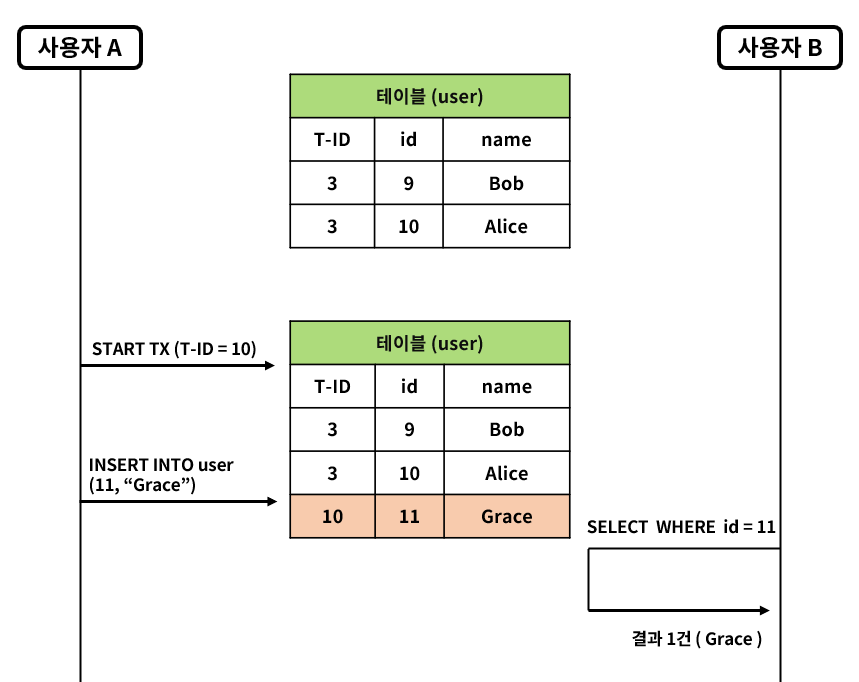 사용자 A
사용자 B
테이블 (user)
T-ID id name
3 9 Bob
3 10 Alice
START TX (T-ID = 10)
테이블 (user)
T-ID id name
3 9 Bob
3 10 Alice
INSERT INTO user
(11, “Grace”)
10 11 Grace
SELECT WHERE id = 11
결과 1건 ( Grace )